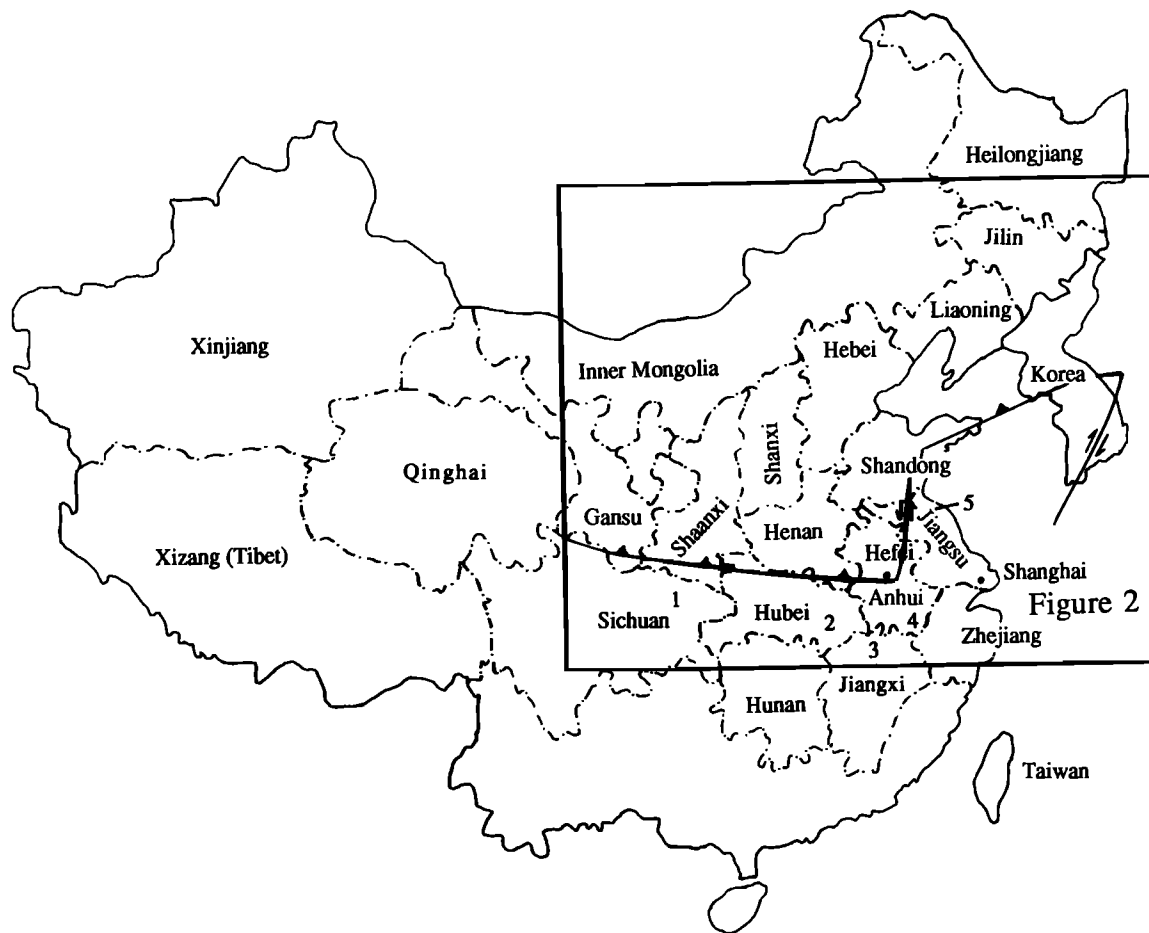 Heilongjiang
Jilin
Liaoning
Xinjiang
Hebei
Inner Mongolia
Korea
Shanxi
Qinghai
Shandong
5
Gansu
Shaanxi
Henan
Jiangsu
Xizang (Tibet)
Hefei
Shanghai
1
Anhui
Figure 2
Sichuan
Hubei
2
4
Zhejiang
3
Jiangxi
Hunan
Taiwan